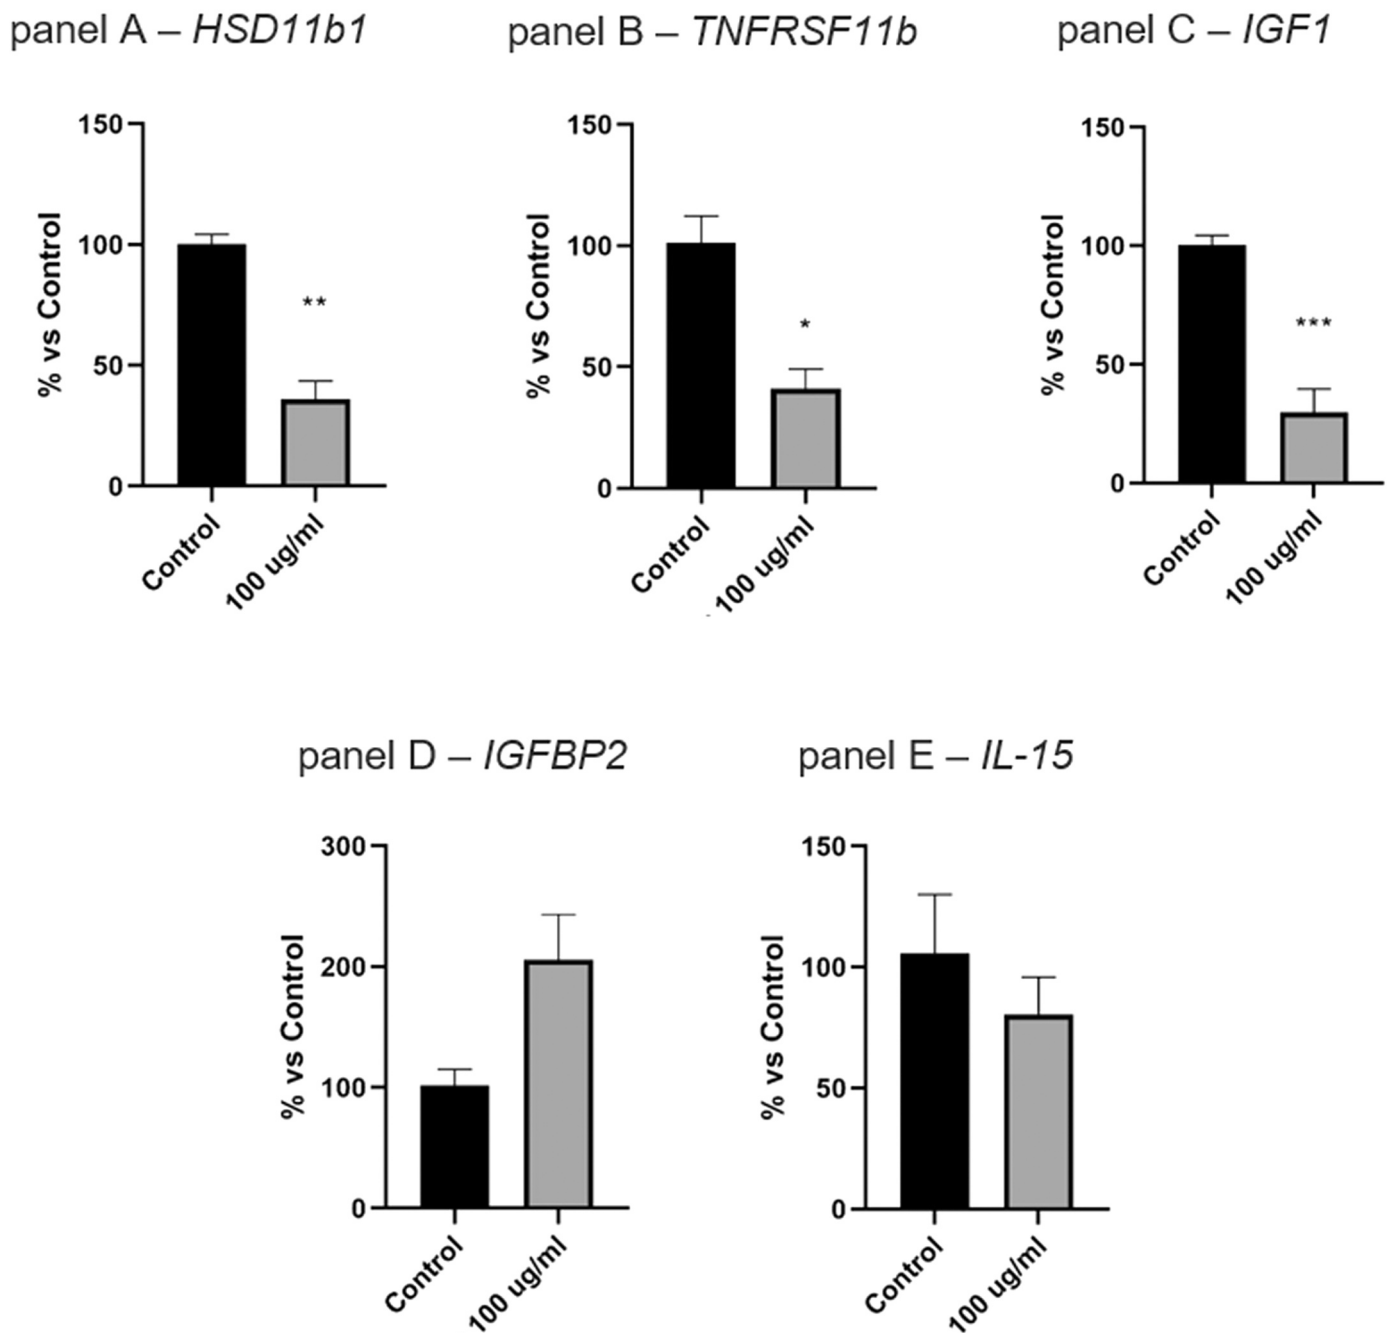 panel A – HSD11b1
panel B – TNFRSF11b
panel C – IGF1
150
100
50
0
% vs Control
**
Control
100 ug/ml
150
100
50
0
% vs Control
*
Control
100 ug/ml
150
100
50
0
% vs Control
***
Control
100 ug/ml
panel D – IGFBP2
panel E – IL-15
300
200
100
0
% vs Control
Control
100 ug/ml
150
100
50
0
% vs Control
Control
100 ug/ml